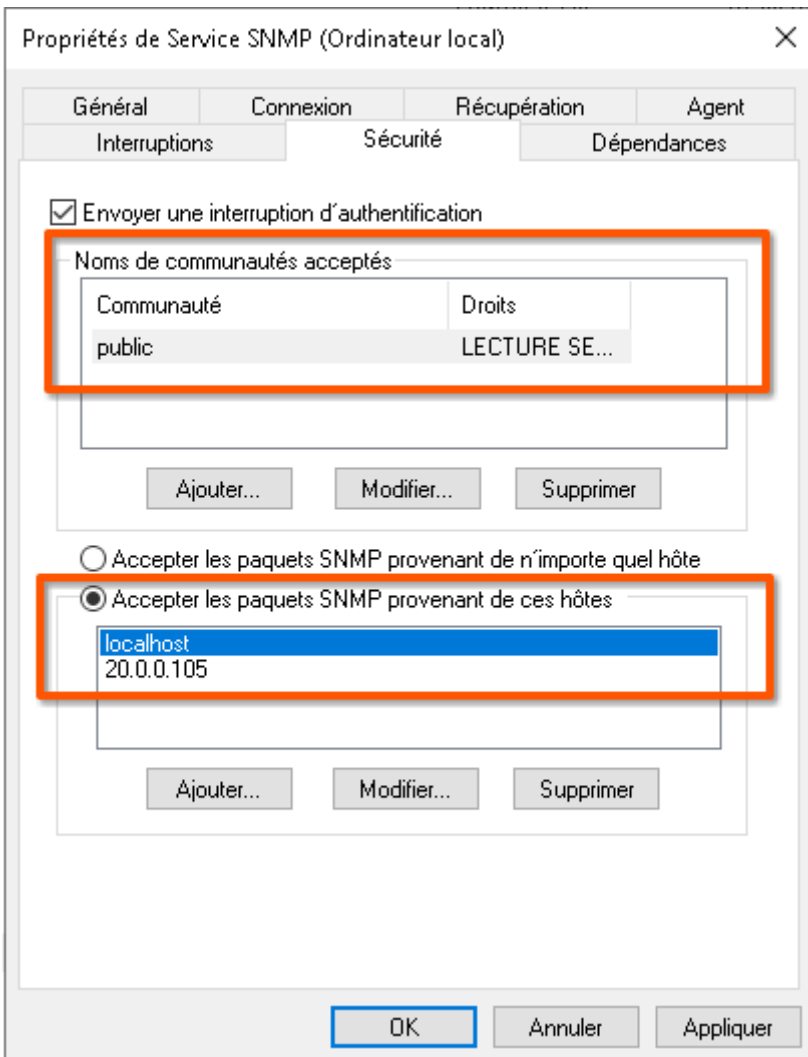 Propriétés de Service SNMP (Ordinateur local)
Général Connexion Récupération Agent
Interruptions Sécurité Dépendances
Envoyer une interruption d'authentification
Noms de communautés acceptés
Communauté Droits
public LECTURE SE...
Ajouter... Modifier... Supprimer
Accepter les paquets SNMP provenant de n'importe quel hôte
Accepter les paquets SNMP provenant de ces hôtes
localhost
20.0.0.105
Ajouter... Modifier... Supprimer
OK Annuler Appliquer